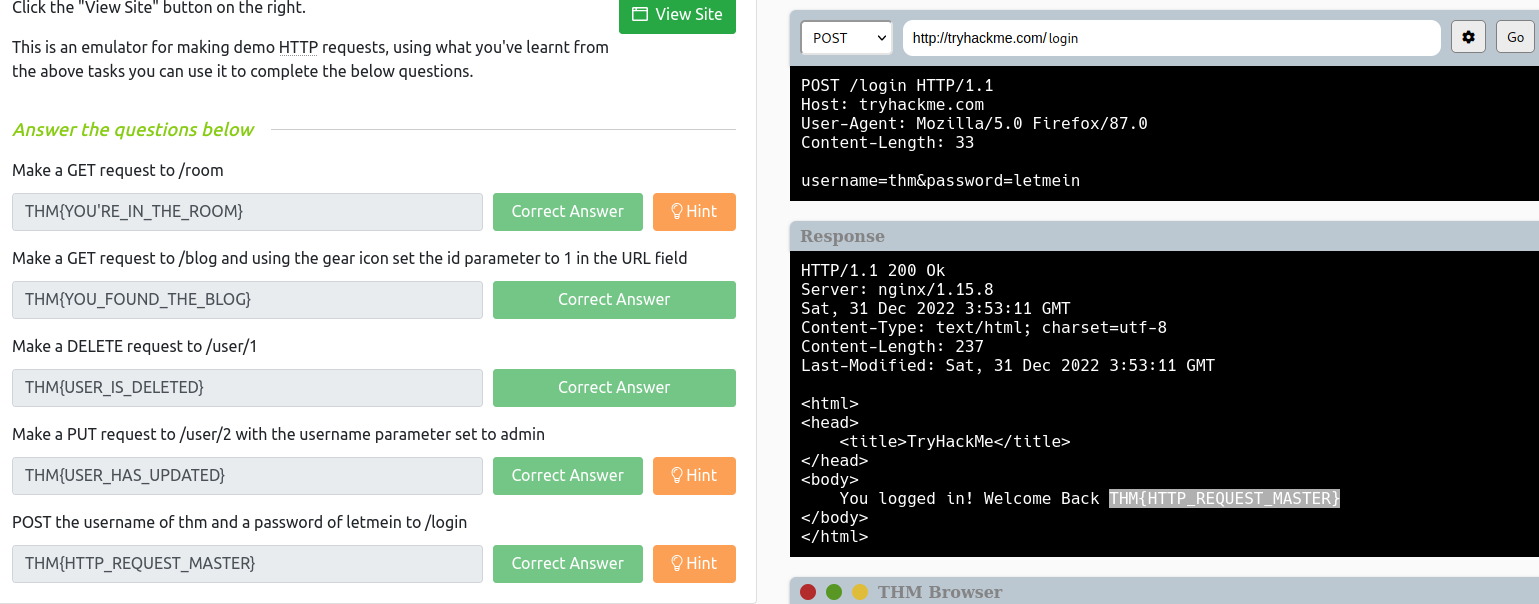 Click the "View Site" button on the right.
View Site
This is an emulator for making demo HTTP requests, using what you've learnt from
the above tasks you can use it to complete the below questions.
Answer the questions below
Make a GET request to /room
THM{YOU'RE_IN_THE_ROOM}
Correct Answer
Hint
Make a GET request to /blog and using the gear icon set the id parameter to 1 in the URL field
THM{YOU_FOUND_THE_BLOG}
Correct Answer
Make a DELETE request to /user/1
THM{USER_IS_DELETED}
Correct Answer
Make a PUT request to /user/2 with the username parameter set to admin
THM{USER_HAS_UPDATED}
Correct Answer
Hint
POST the username of thm and a password of letmein to /login
THM{HTTP_REQUEST_MASTER}
Correct Answer
Hint
POST
http://tryhackme.com/login
Go
POST /login HTTP/1.1
Host: tryhackme.com
User-Agent: Mozilla/5.0 Firefox/87.0
Content-Length: 33
username=thm&password=letmein
Response
HTTP/1.1 200 Ok
Server: nginx/1.15.8
Sat, 31 Dec 2022 3:53:11 GMT
Content-Type: text/html; charset=utf-8
Content-Length: 237
Last-Modified: Sat, 31 Dec 2022 3:53:11 GMT
<html>
<head>
<title>TryHackMe</title>
</head>
<body>
You logged in! Welcome Back THM{HTTP_REQUEST_MASTER}
</body>
</html>
THM Browser